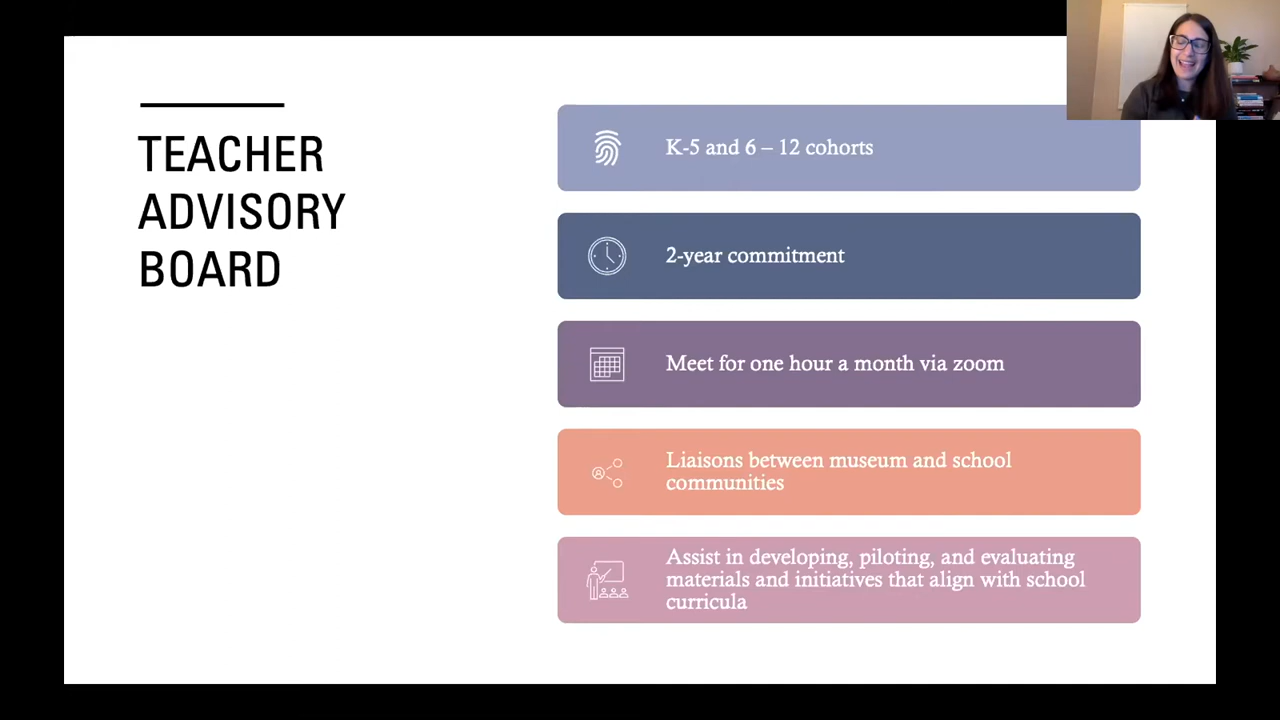 TEACHER
ADVISORY
BOARD
K-5 and 6 – 12 cohorts
2-year commitment
Meet for one hour a month via zoom
Liaisons between museum and school
communities
Assist in developing, piloting, and evaluating
materials and initiatives that align with school
curricula